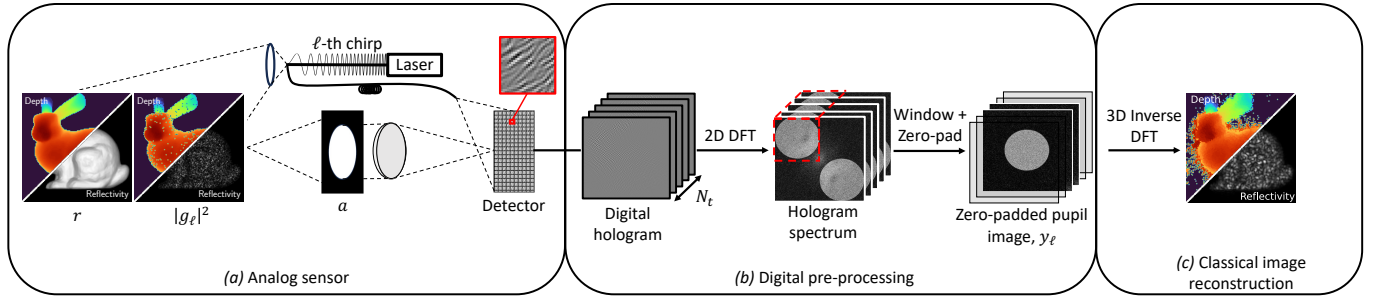 ℓ-th chirp
Laser
Depth
Reflectivity
r
Depth
Reflectivity
|g_ℓ|^2
a
Detector
(a) Analog sensor
Digital
hologram
N_t
2D DFT
Hologram
spectrum
Window +
Zero-pad
Zero-padded pupil
image, y_ℓ
(b) Digital pre-processing
3D Inverse
DFT
Depth
Reflectivity
(c) Classical image
reconstruction